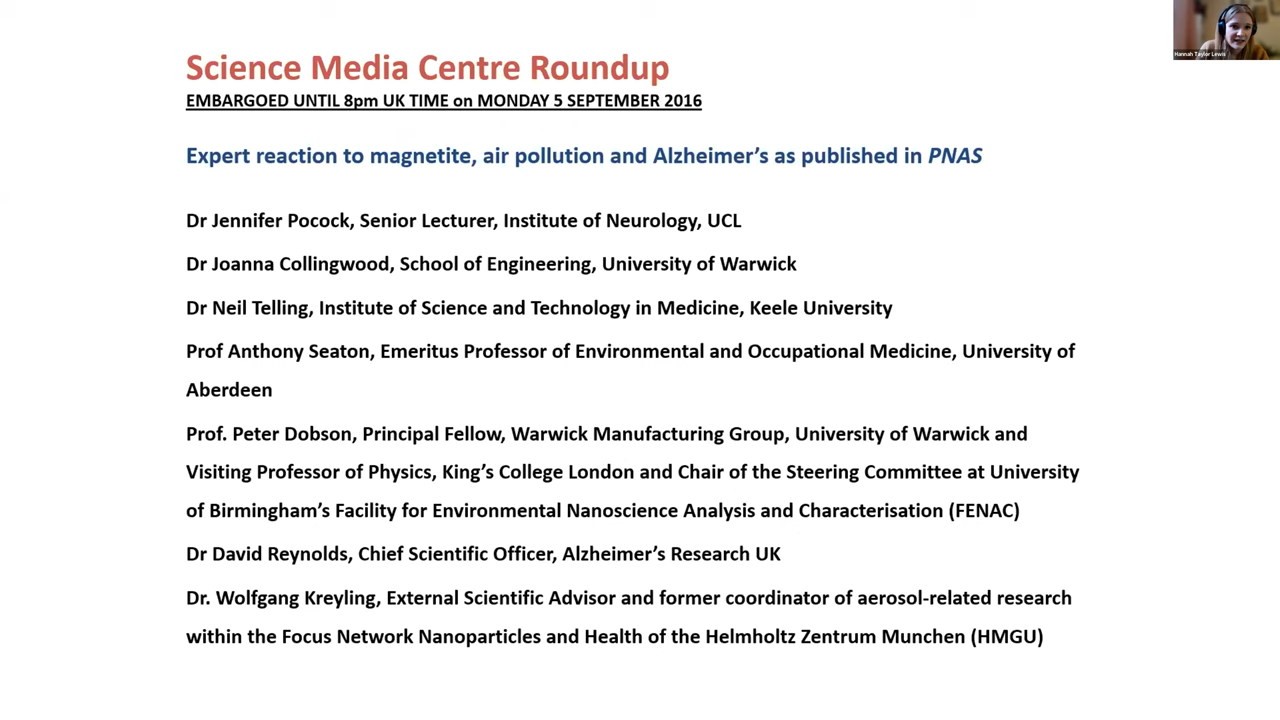 Science Media Centre Roundup
EMBARGOED UNTIL 8pm UK TIME on MONDAY 5 SEPTEMBER 2016
Expert reaction to magnetite, air pollution and Alzheimer’s as published in PNAS
Dr Jennifer Pocock, Senior Lecturer, Institute of Neurology, UCL
Dr Joanna Collingwood, School of Engineering, University of Warwick
Dr Neil Telling, Institute of Science and Technology in Medicine, Keele University
Prof Anthony Seaton, Emeritus Professor of Environmental and Occupational Medicine, University of
Aberdeen
Prof. Peter Dobson, Principal Fellow, Warwick Manufacturing Group, University of Warwick and
Visiting Professor of Physics, King’s College London and Chair of the Steering Committee at University
of Birmingham’s Facility for Environmental Nanoscience Analysis and Characterisation (FENAC)
Dr David Reynolds, Chief Scientific Officer, Alzheimer’s Research UK
Dr. Wolfgang Kreyling, External Scientific Advisor and former coordinator of aerosol-related research
within the Focus Network Nanoparticles and Health of the Helmholtz Zentrum Munchen (HMGU)
Hannah Taylor Lewis